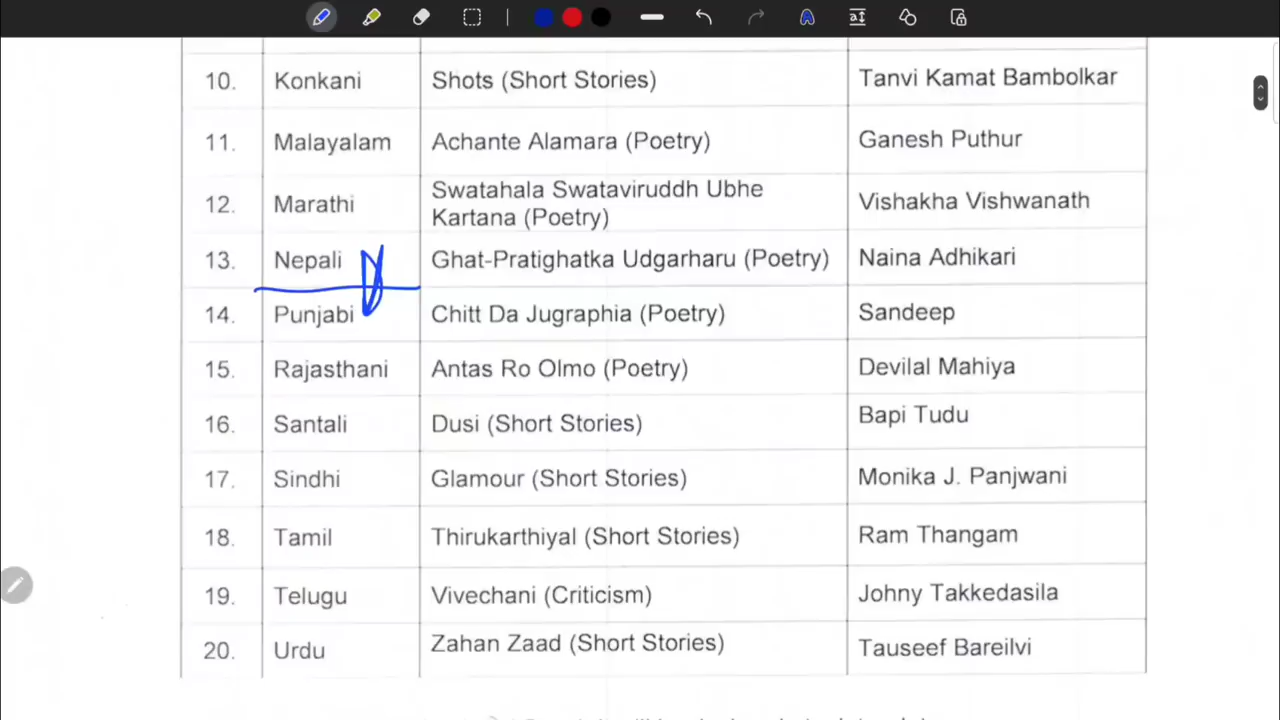 10. Konkani Shots (Short Stories) Tanvi Kamat Bambolkar
11. Malayalam Achante Alamara (Poetry) Ganesh Puthur
12. Marathi Swatahala Swataviruddh Ubhe Kartana (Poetry) Vishakha Vishwanath
13. Nepali Ghat-Pratighatka Udgarharu (Poetry) Naina Adhikari
14. Punjabi Chitt Da Jugraphia (Poetry) Sandeep
15. Rajasthani Antas Ro Olmo (Poetry) Devilal Mahiya
16. Santali Dusi (Short Stories) Bapi Tudu
17. Sindhi Glamour (Short Stories) Monika J. Panjwani
18. Tamil Thirukarthiyal (Short Stories) Ram Thangam
19. Telugu Vivechani (Criticism) Johny Takkedasila
20. Urdu Zahan Zaad (Short Stories) Tauseef Bareilvi